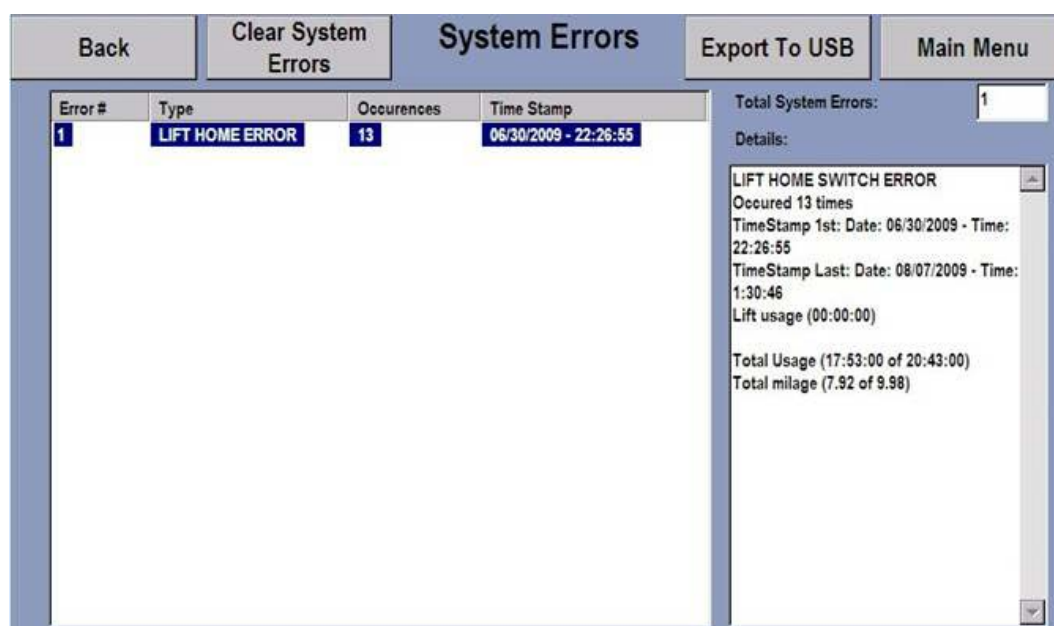 Back
Clear System
Errors
System Errors
Export To USB
Main Menu
Error #  Type  Occurences  Time Stamp
1  LIFT HOME ERROR  13  06/30/2009 - 22:26:55
Total System Errors: 1
Details:
LIFT HOME SWITCH ERROR
Occured 13 times
TimeStamp 1st: Date: 06/30/2009 - Time:
22:26:55
TimeStamp Last: Date: 08/07/2009 - Time:
1:30:46
Lift usage (00:00:00)
Total Usage (17:53:00 of 20:43:00)
Total milage (7.92 of 9.98)